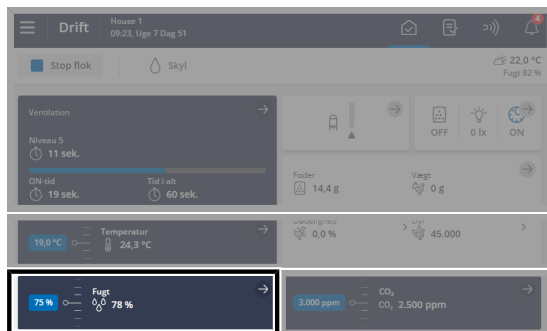 Drift
House 1
09:23, Uge 7 Dag 51
4
Stop flok
Skyl
22,0 °C
Fugt 82 %
Ventilation
Niveau 5
11 sek.
ON-tid
19 sek.
Tid i alt
60 sek.
OFF
0 lx
ON
Foder
14,4 g
Vægt
0 g
19,0 °C
Temperatur
24,3 °C
Dødelighed
0,0 %
Dyr
45.000
75 %
Fugt
78 %
3.000 ppm
CO₂
CO₂ 2.500 ppm